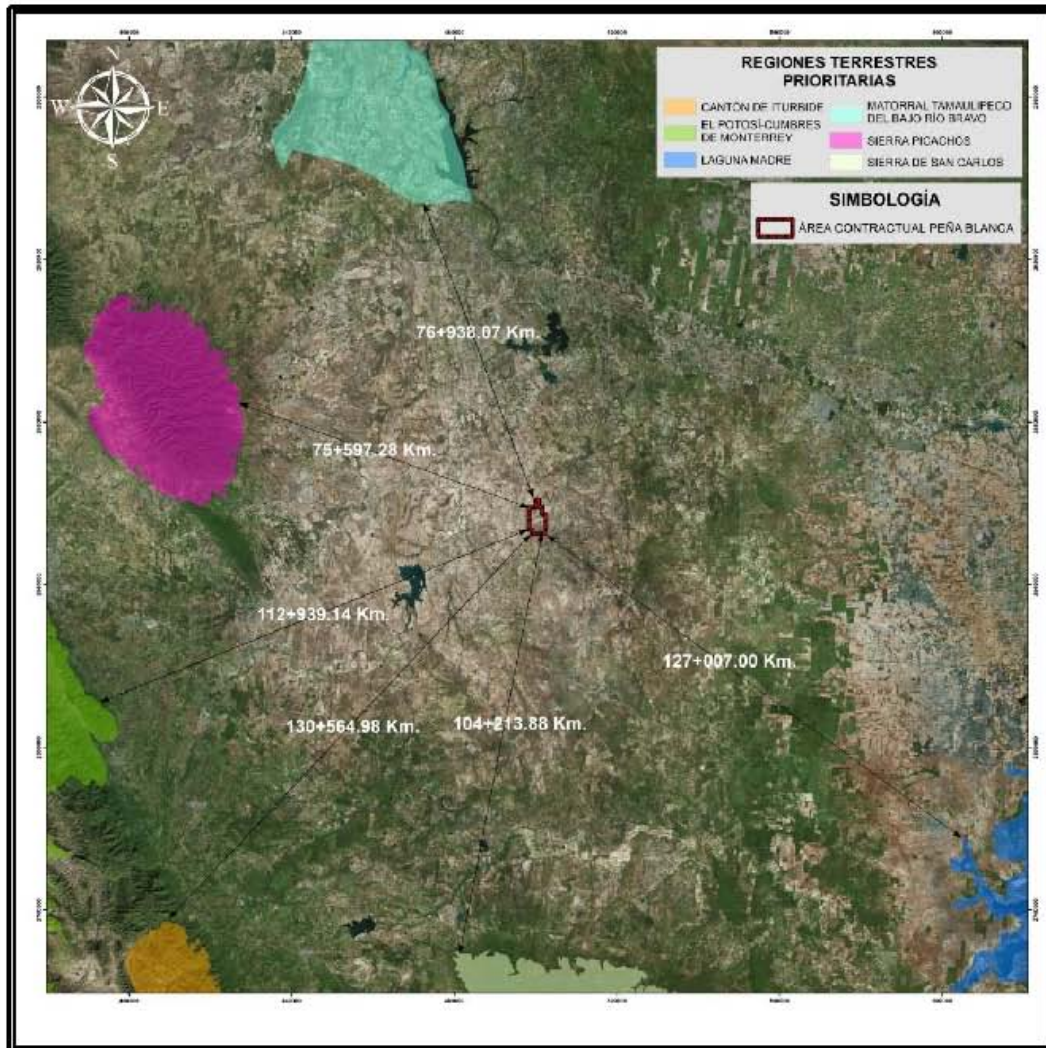 N
W
E
S
REGIONES TERRESTRES
PRIORITARIAS
CAÑTÓN DE ITURBIDE
EL POTOSÍ-CUMBRES
DE MONTERREY
LAGUNA MADRE
MATORRAL TAMAULIPECO
DEL BAJO RÍO BRAVO
SIERRA PICACHOS
SIERRA DE SAN CARLOS
SIMBOLOGÍA
ÁREA CONTRACTUAL PEÑA BLANCA
76+938.07 Km.
75+597.28 Km.
112+939.14 Km.
127+007.00 Km.
130+564.98 Km.
104+213.88 Km.